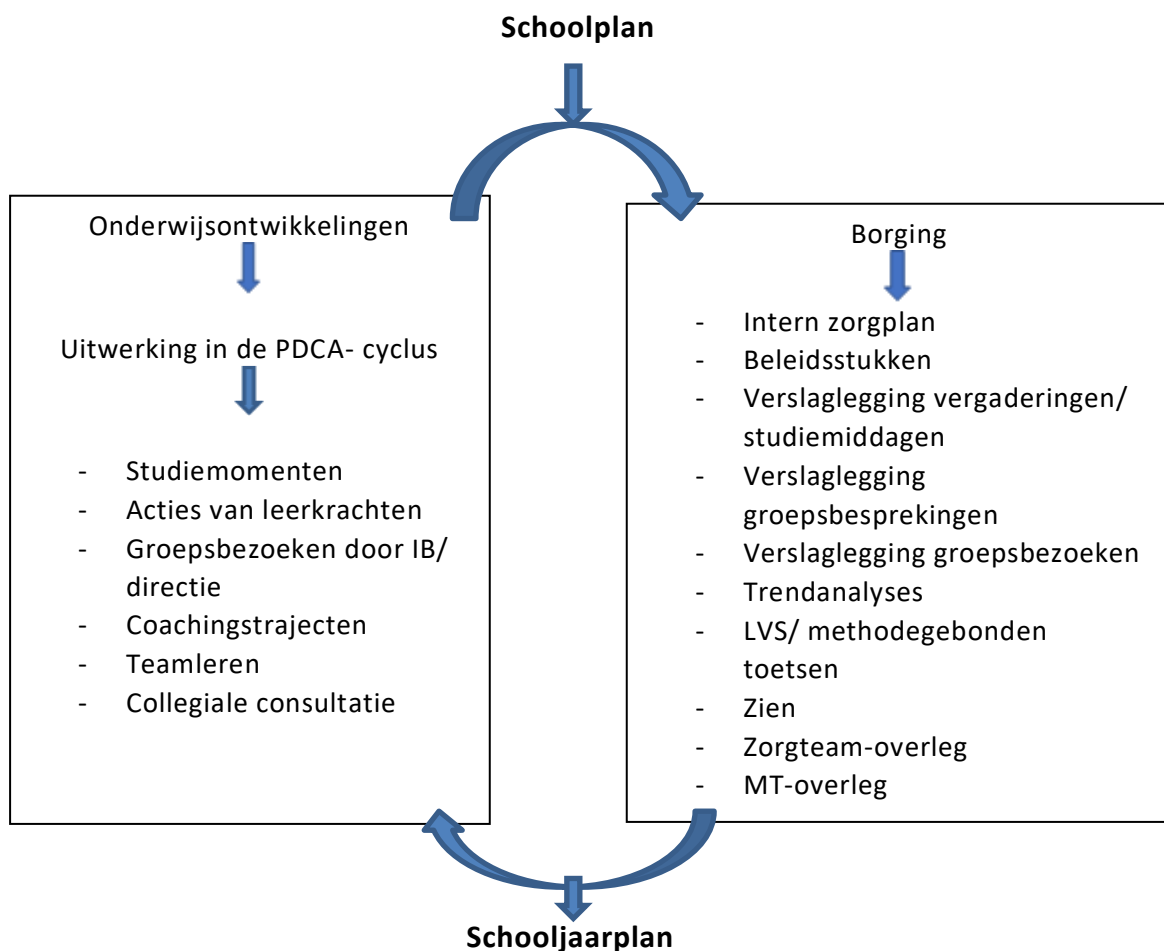 Schoolplan
Onderwijsontwikkelingen
Uitwerking in de PDCA- cyclus
- Studiemomenten
- Acties van leerkrachten
- Groepsbezoeken door IB/
directie
- Coachingstrajecten
- Teamleren
- Collegiale consultatie
Borging
- Intern zorgplan
- Beleidsstukken
- Verslaglegging vergaderingen/
studiemiddagen
- Verslaglegging
groepsbesprekingen
- Verslaglegging groepsbezoeken
- Trendanalyses
- LVS/ methodegebonden
toetsen
- Zien
- Zorgteam-overleg
- MT-overleg
Schooljaarplan